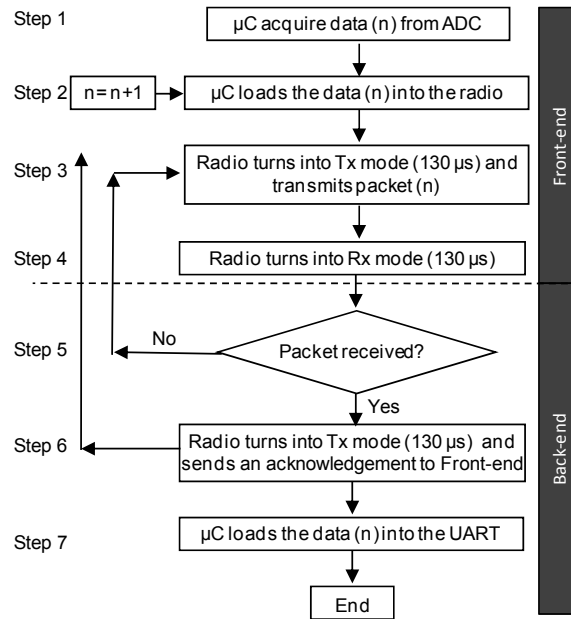 Step 1
µC acquire data (n) from ADC
Step 2
n=n+1
µC loads the data (n) into the radio
Step 3
Radio turns into Tx mode (130 µs) and
transmits packet (n)
Step 4
Radio turns into Rx mode (130 µs)
Front-end
Step 5
No
Packet received?
Yes
Step 6
Radio turns into Tx mode (130 µs) and
sends an acknowledgement to Front-end
Step 7
µC loads the data (n) into the UART
End
Back-end